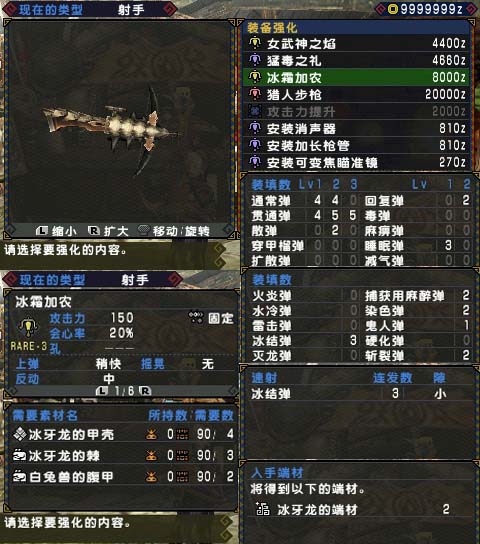 现在的类型 射手
9999999z
装备强化
女武神之焰 4400z
猛毒之礼 4660z
冰霜加农 8000z
猎人步枪 20000z
攻击力提升 2000z
安装消声器 810z
安装加长枪管 810z
安装可变焦瞄准镜 270z
L 缩小 R 扩大 移动/旋转
请选择要强化的内容。
装填数 Lv1 2 3 Lv 1 2
通常弹 4 4 0 回复弹 0 2
贯通弹 4 5 5 毒弹 0 0
散弹 0 2 0 麻痹弹 0 0
穿甲榴弹 0 0 0 睡眠弹 3 0
扩散弹 0 0 0 减气弹 0 0
现在的类型 射手
冰霜加农
攻击力 150 固定
会心率 20%
RARE-3 孔 ---
上弹 稍快 摇晃 无
反动 中
L 1/6 R
装填数
火炎弹 0 捕获用麻醉弹 2
水冷弹 0 染色弹 2
雷击弹 0 鬼人弹 1
冰结弹 3 硬化弹 0
灭龙弹 0 斩裂弹 2
速射 连发数 隙
冰结弹 3 小
需要素材名 所持数 需要数
冰牙龙的甲壳 0 90/ 4
冰牙龙的棘 0 90/ 3
白兔兽的腹甲 0 90/ 2
请选择要强化的内容。
入手端材
将得到以下的端材。
冰牙龙的端材 2